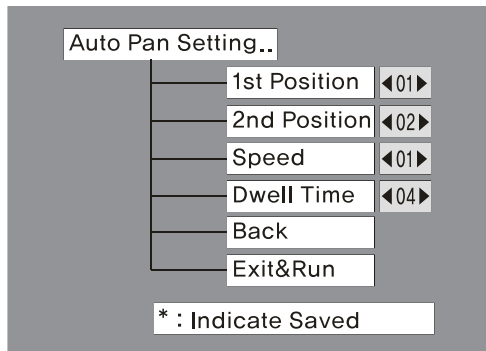 Auto Pan Setting..
1st Position ◀01▶
2nd Position ◀02▶
Speed ◀01▶
Dwell Time ◀04▶
Back
Exit&Run
* : Indicate Saved